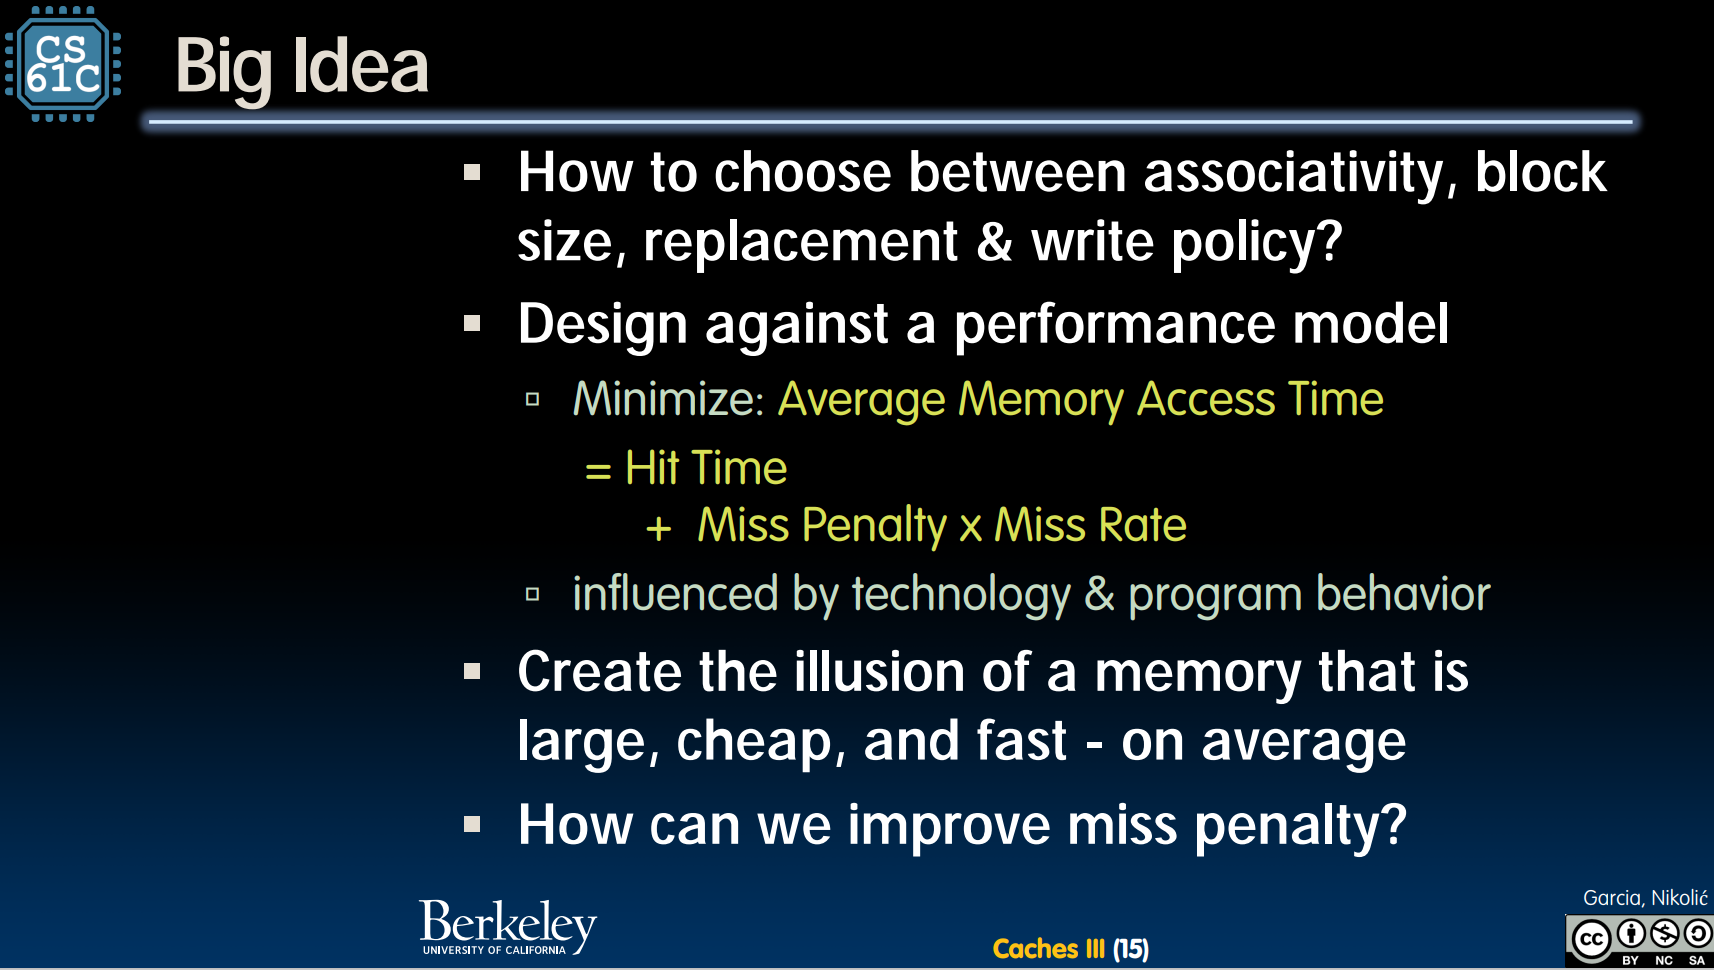 CS
61C
Big Idea
How to choose between associativity, block
size, replacement & write policy?
Design against a performance model
Minimize: Average Memory Access Time
= Hit Time
+ Miss Penalty x Miss Rate
influenced by technology & program behavior
Create the illusion of a memory that is
large, cheap, and fast - on average
How can we improve miss penalty?
Berkeley
UNIVERSITY OF CALIFORNIA
Caches III (15)
Garcia, Nikolić
cc
BY NC SA